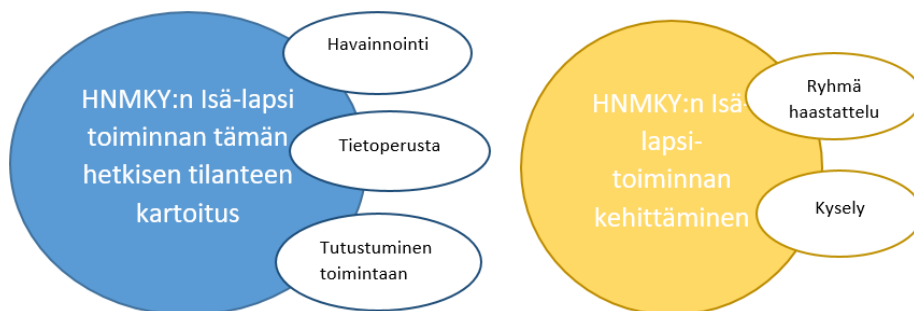 HNMKY:n Isä-lapsi
toiminnan tämän
hetkisen tilanteen
kartoitus
Havainnointi
Tietoperusta
Tutustuminen
toimintaan
HNMKY:n Isä-
lapsi-
toiminnan
kehittäminen
Ryhmä
haastattelu
Kysely